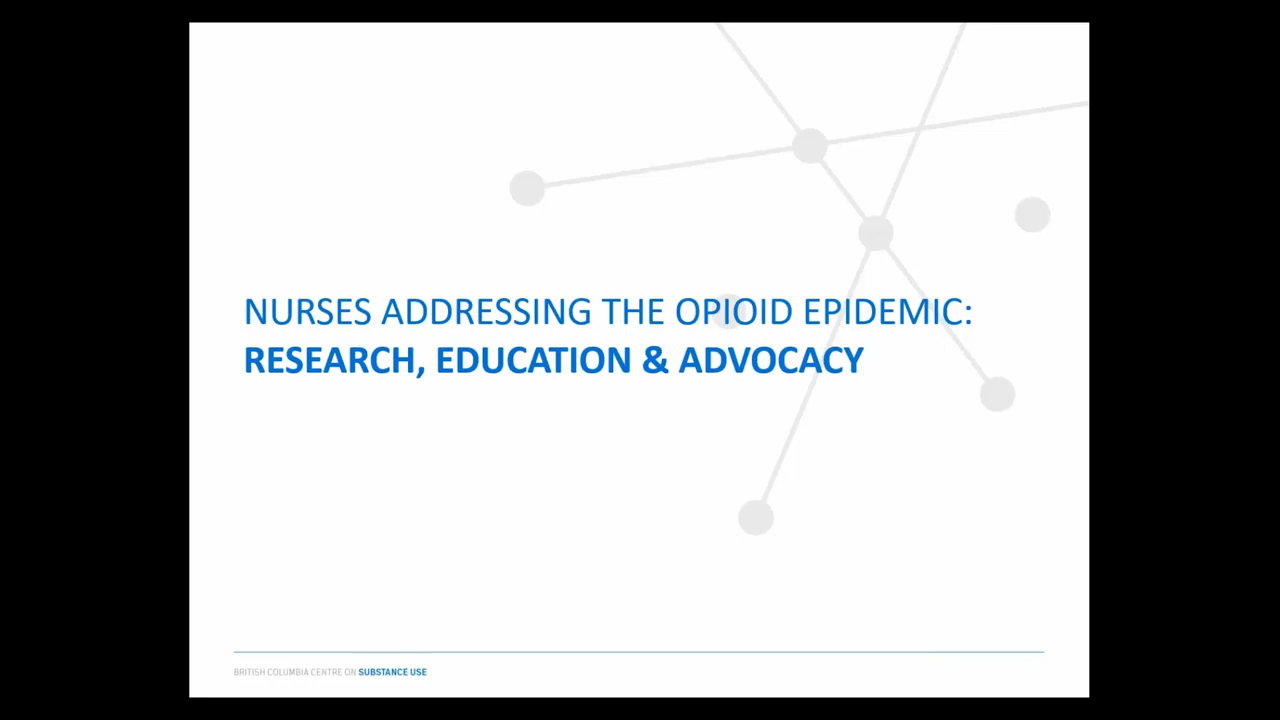 NURSES ADDRESSING THE OPIOID EPIDEMIC:
RESEARCH, EDUCATION & ADVOCACY
BRITISH COLUMBIA CENTRE ON SUBSTANCE USE